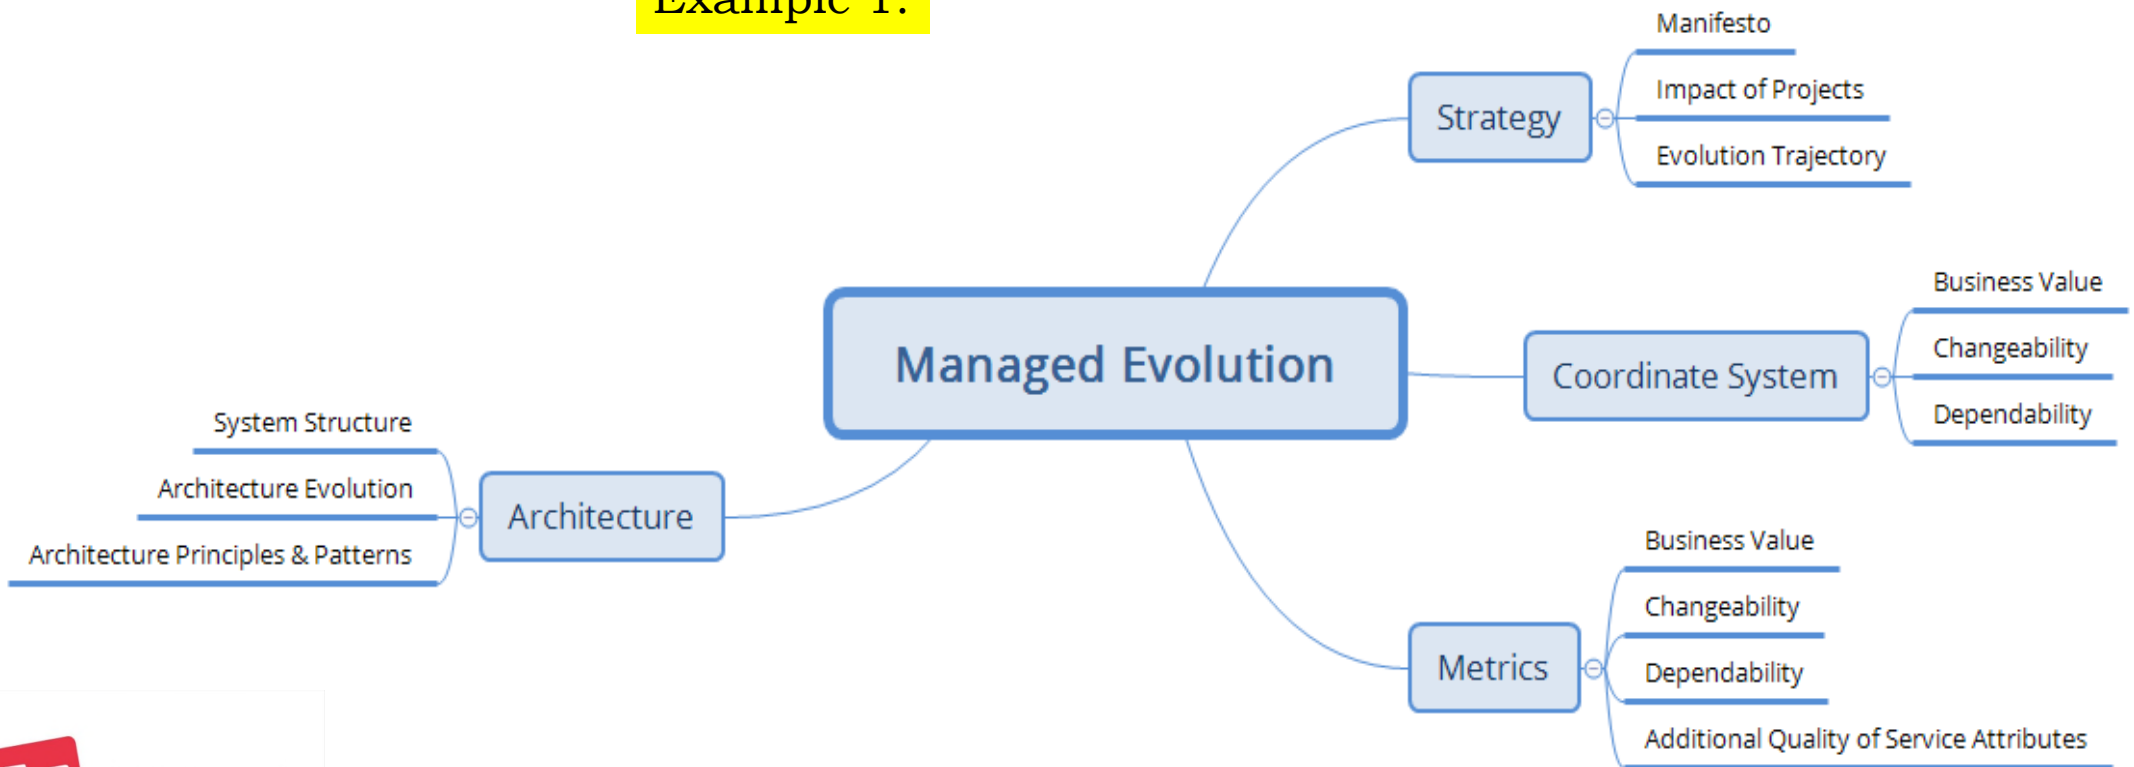 Example 1:
Manifesto
Impact of Projects
Evolution Trajectory
Strategy
Managed Evolution
Business Value
Changeability
Dependability
Coordinate System
System Structure
Architecture Evolution
Architecture Principles & Patterns
Architecture
Business Value
Changeability
Dependability
Additional Quality of Service Attributes
Metrics